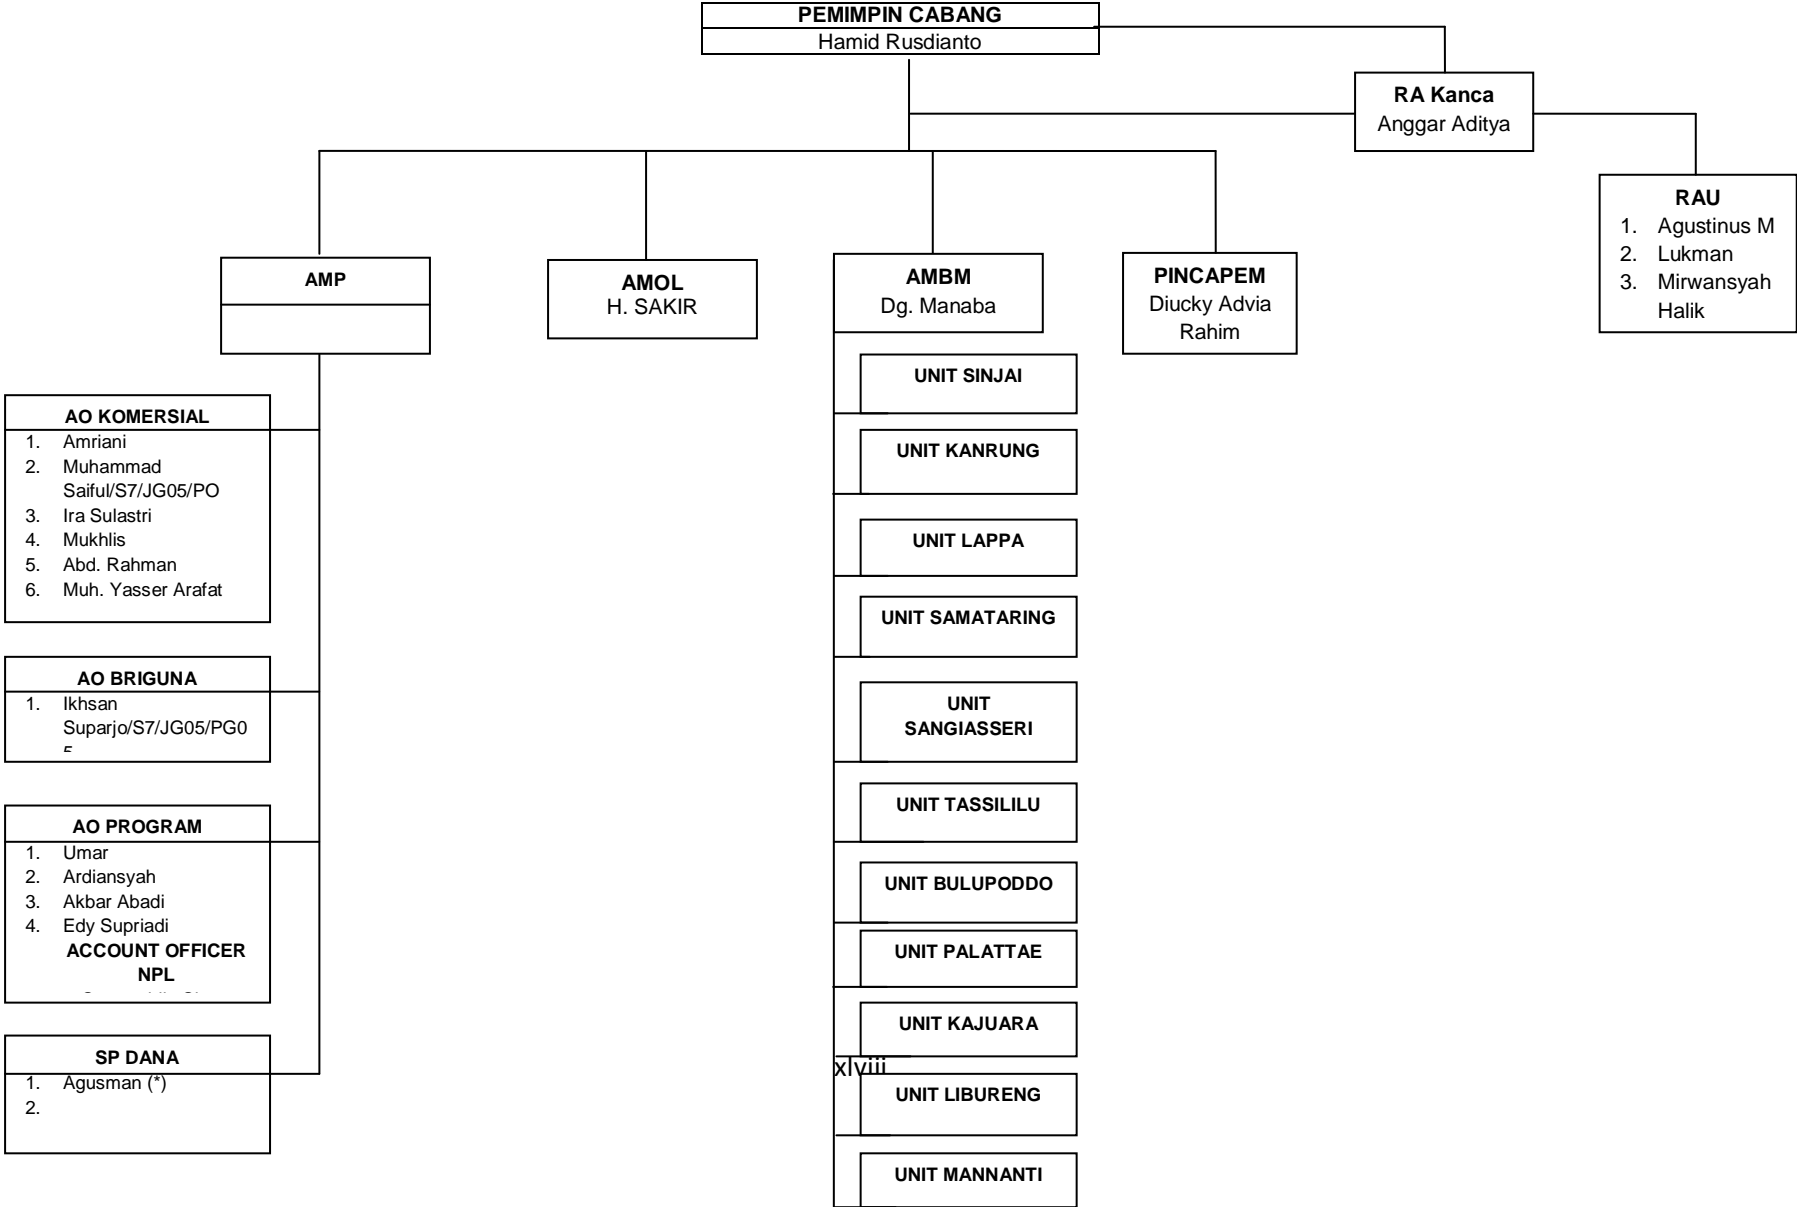 PEMIMPIN CABANG
Hamid Rusdianto
RA Kanca
Anggar Aditya
RAU
1. Agustinus M
2. Lukman
3. Mirwansyah
Halik
AMP
AMOL
H. SAKIR
AMBM
Dg. Manaba
PINCAPEM
Diucky Advia
Rahim
AO KOMERSIAL
1. Amriani
2. Muhammad
Saiful/S7/JG05/PO
3. Ira Sulastri
4. Mukhlis
5. Abd. Rahman
6. Muh. Yasser Arafat
AO BRIGUNA
1. Ikhsan
Suparjo/S7/JG05/PG0
5
AO PROGRAM
1. Umar
2. Ardiansyah
3. Akbar Abadi
4. Edy Supriadi
ACCOUNT OFFICER
NPL
SP DANA
1. Agusman (*)
2.
UNIT SINJAI
UNIT KANRUNG
UNIT LAPPA
UNIT SAMATARING
UNIT
SANGIASSERI
UNIT TASSILILU
UNIT BULUPODDO
UNIT PALATTAE
UNIT KAJUARA
xlviii
UNIT LIBURENG
UNIT MANNANTI